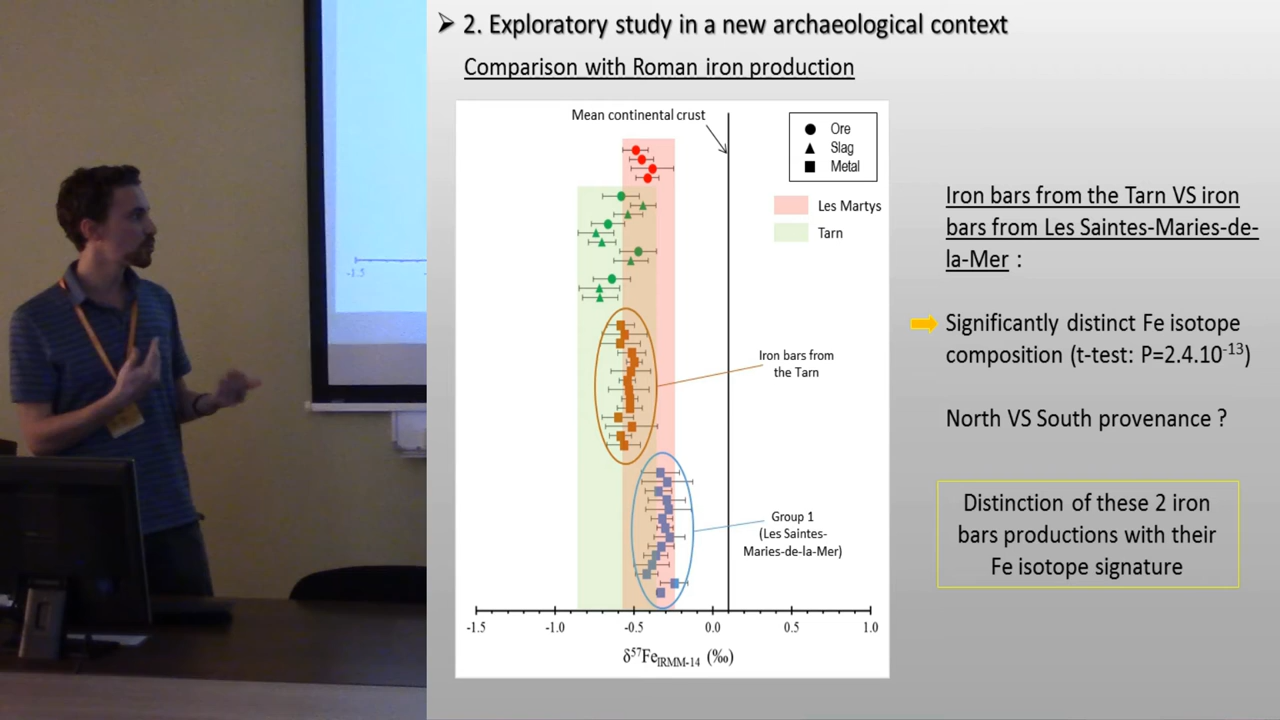 ➢ 2. Exploratory study in a new archaeological context
Comparison with Roman iron production
Mean continental crust
Ore
Slag
Metal
Les Martys
Tarn
Iron bars from
the Tarn
Group 1
(Les Saintes-
Maries-de-la-Mer)
-1.5 -1.0 -0.5 0.0 0.5 1.0
δ⁵⁷Fe IRMM-14 (‰)
Iron bars from the Tarn VS iron
bars from Les Saintes-Maries-de-
la-Mer :
Significantly distinct Fe isotope
composition (t-test: P=2.4.10⁻¹³)
North VS South provenance ?
Distinction of these 2 iron
bars productions with their
Fe isotope signature
-1.5